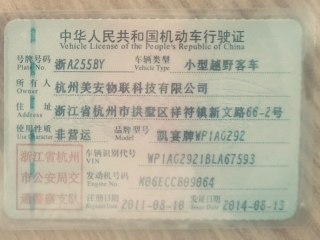 中华人民共和国机动车行驶证
Vehicle License of the People's Republic of China
号牌号码 浙A255BY 车辆类型 小型越野客车
Plate No. Vehicle Type
所有人 杭州美安物联科技有限公司
Owner
住址 浙江省杭州市拱墅区祥符镇新文路66-2号
Address
使用性质 非营运 品牌型号 凯宴牌WP1AG292
Use Character Model
浙江省杭州市公安局交通警察支队
车辆识别代号 WP1AG2921BLA67593
VIN
发动机号码 M06ECCB09064
Engine No.
注册日期 2011-08-10 发证日期 2014-08-13
Register Date Issue Date